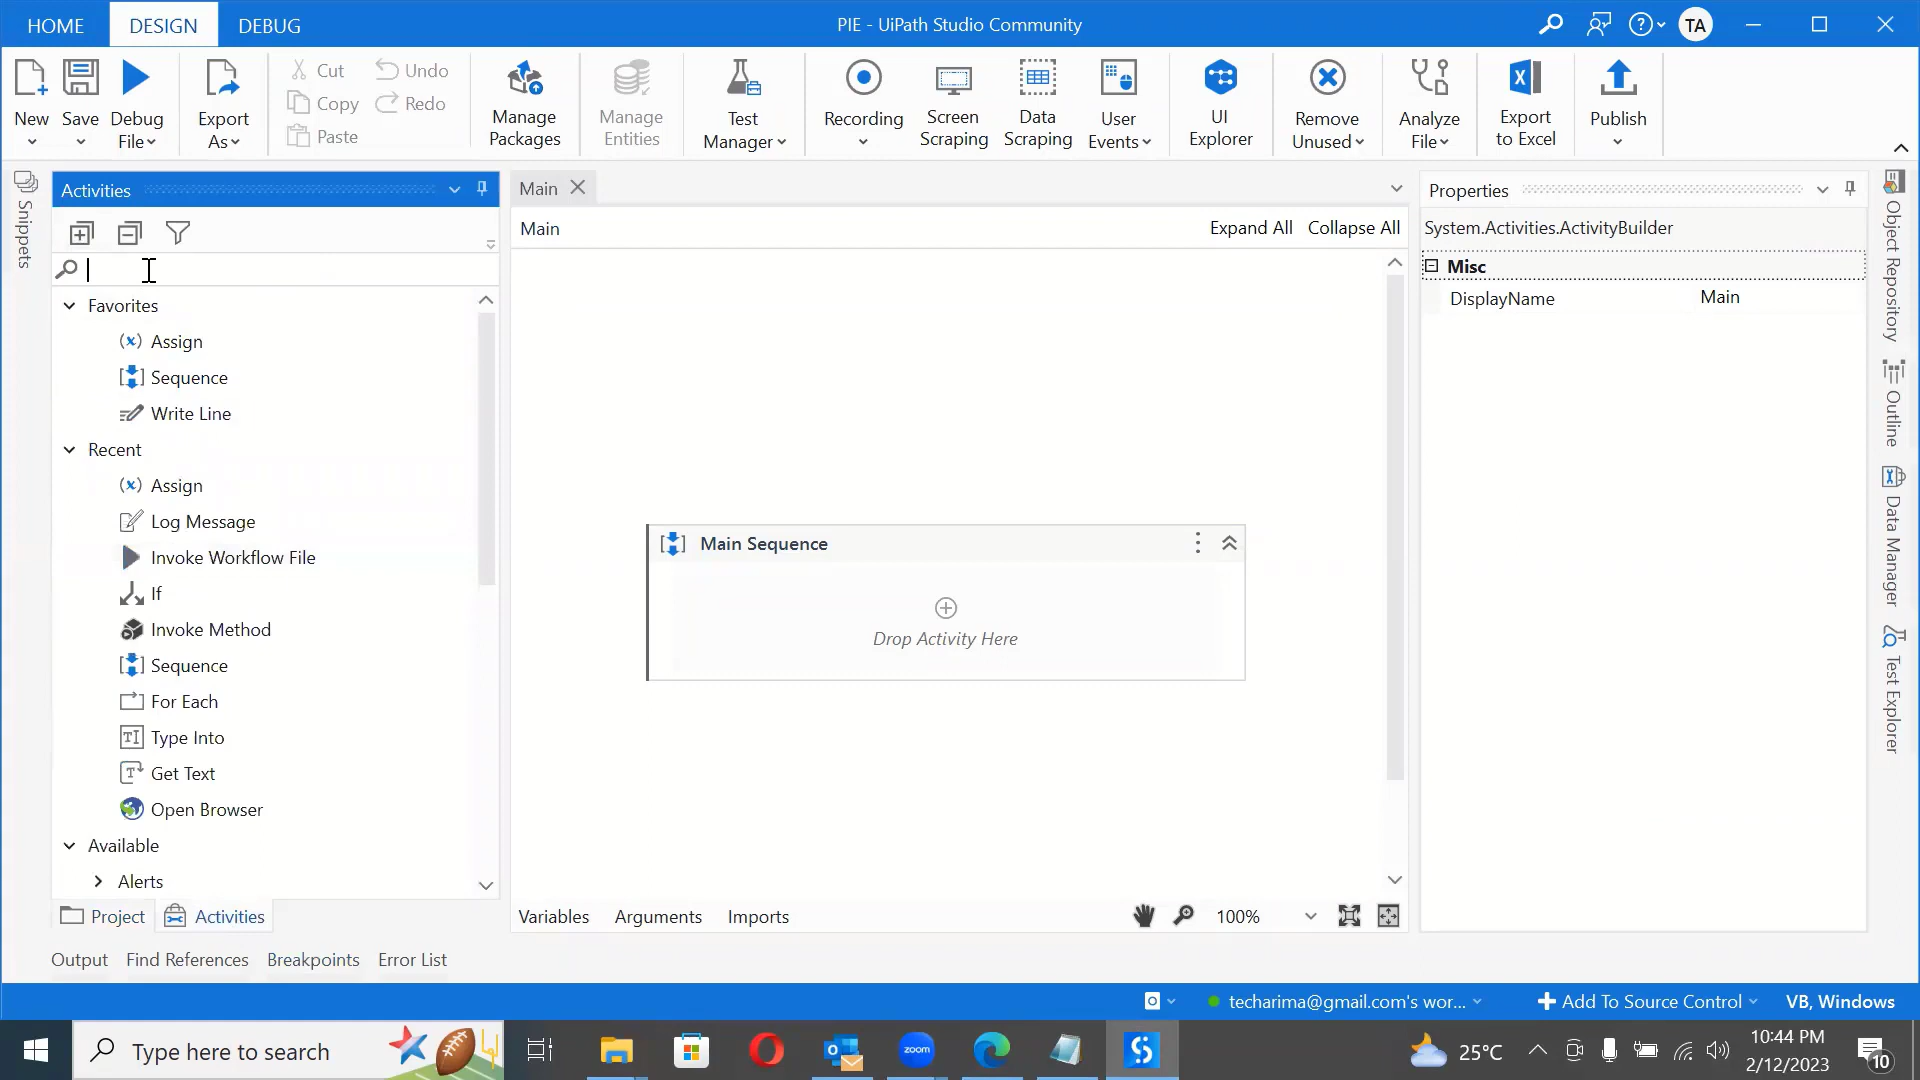 HOME DESIGN DEBUG PIE - UiPath Studio Community TA
New Save Debug File Export As Cut Copy Paste Undo Redo Manage Packages Manage Entities Test Manager Recording Screen Scraping Data Scraping User Events UI Explorer Remove Unused Analyze File Export to Excel Publish
Snippets
Activities
Favorites
Assign
Sequence
Write Line
Recent
Assign
Log Message
Invoke Workflow File
If
Invoke Method
Sequence
For Each
Type Into
Get Text
Open Browser
Available
Alerts
Project Activities
Main
Main Expand All Collapse All
Main Sequence
Drop Activity Here
Variables Arguments Imports 100%
Properties
System.Activities.ActivityBuilder
Misc
DisplayName Main
Object Repository
Outline
Data Manager
Test Explorer
Output Find References Breakpoints Error List
techarima@gmail.com's wor... Add To Source Control VB, Windows
Type here to search zoom 25°C 10:44 PM
2/12/2023 10